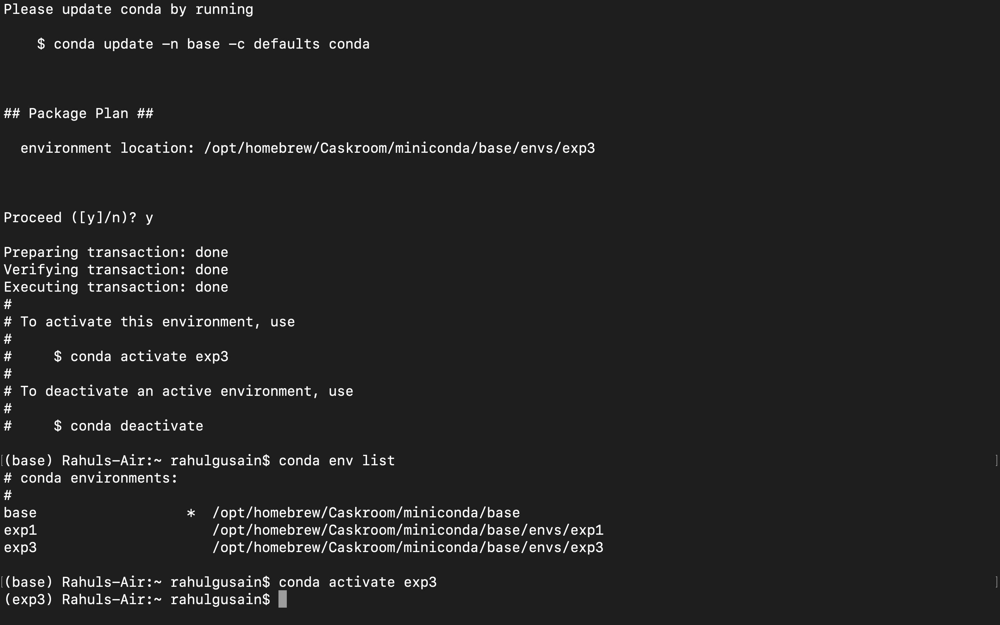 Please update conda by running
$ conda update -n base -c defaults conda
## Package Plan ##
environment location: /opt/homebrew/Caskroom/miniconda/base/envs/exp3
Proceed ([y]/n)? y
Preparing transaction: done
Verifying transaction: done
Executing transaction: done
#
# To activate this environment, use
#
#     $ conda activate exp3
#
# To deactivate an active environment, use
#
#     $ conda deactivate
[(base) Rahuls-Air:~ rahulgusain$ conda env list ]
# conda environments:
#
base                  *  /opt/homebrew/Caskroom/miniconda/base
exp1                     /opt/homebrew/Caskroom/miniconda/base/envs/exp1
exp3                     /opt/homebrew/Caskroom/miniconda/base/envs/exp3
[(base) Rahuls-Air:~ rahulgusain$ conda activate exp3 ]
(exp3) Rahuls-Air:~ rahulgusain$